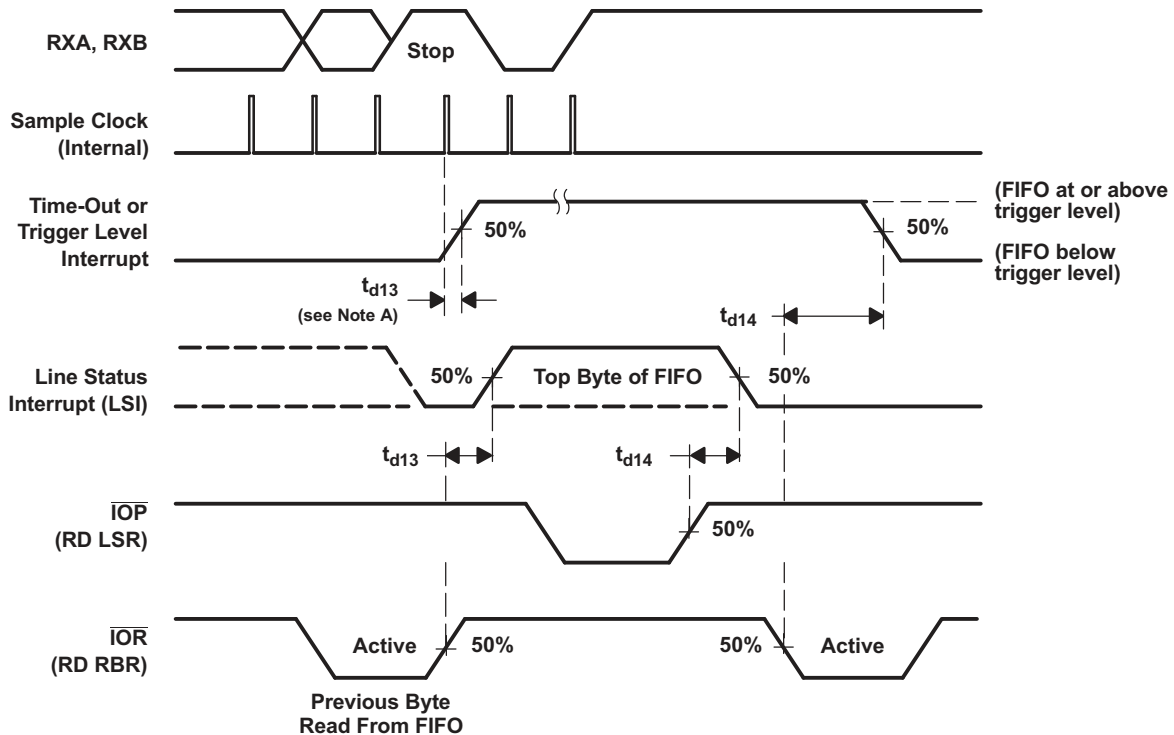 RXA, RXB
Stop
Sample Clock
(Internal)
Time-Out or
Trigger Level
Interrupt
50%
50%
(FIFO at or above
trigger level)
(FIFO below
trigger level)
td13
(see Note A)
td14
Line Status
Interrupt (LSI)
50%
Top Byte of FIFO
50%
td13
td14
IOP
(RD LSR)
50%
IOR
(RD RBR)
Active
50%
50%
Active
Previous Byte
Read From FIFO